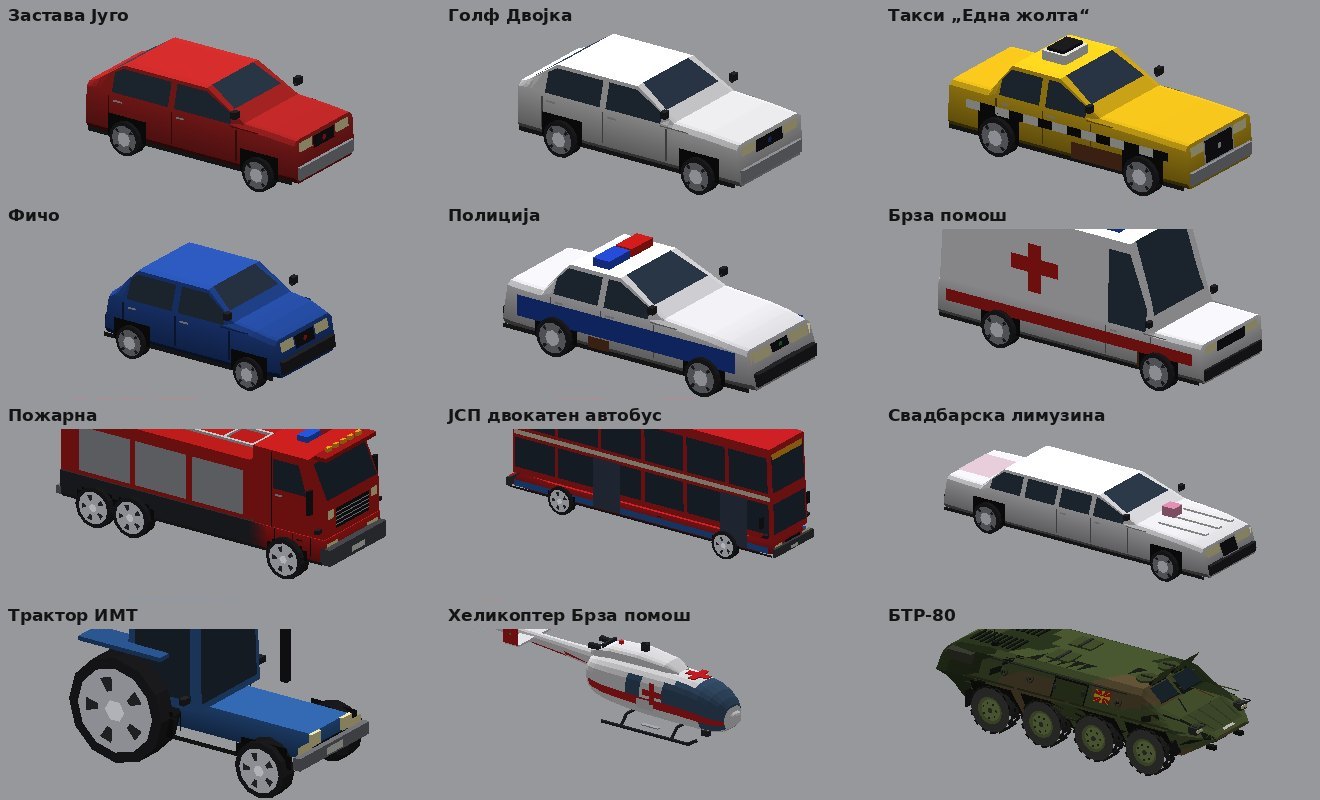 Застава Југо
Голф Двојка
Такси „Една жолта“
Фичо
Полиција
Брза помош
Пожарна
ЈСП двокатен автобус
Свадбарска лимузина
Трактор ИМТ
Хеликоптер Брза помош
БТР-80